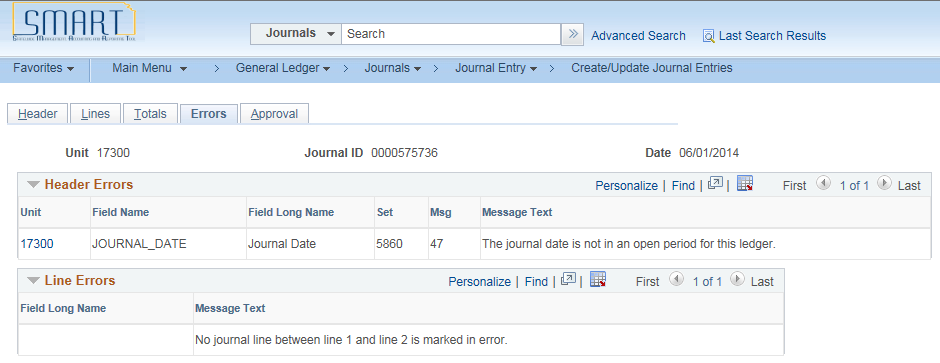 SMART
Journals Search Advanced Search Last Search Results
Favorites Main Menu > General Ledger > Journals > Journal Entry > Create/Update Journal Entries
Header Lines Totals Errors Approval
Unit 17300 Journal ID 0000575736 Date 06/01/2014
Header Errors Personalize | Find | First 1 of 1 Last
Unit Field Name Field Long Name Set Msg Message Text
17300 JOURNAL_DATE Journal Date 5860 47 The journal date is not in an open period for this ledger.
Line Errors Personalize | Find | First 1 of 1 Last
Field Long Name Message Text
No journal line between line 1 and line 2 is marked in error.